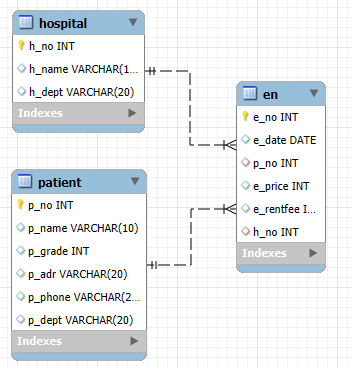 hospital
h_no INT
h_name VARCHAR(1...
h_dept VARCHAR(20)
Indexes
patient
p_no INT
p_name VARCHAR(10)
p_grade INT
p_adr VARCHAR(20)
p_phone VARCHAR(2...
p_dept VARCHAR(20)
Indexes
en
e_no INT
e_date DATE
p_no INT
e_price INT
e_rentfee I...
h_no INT
Indexes